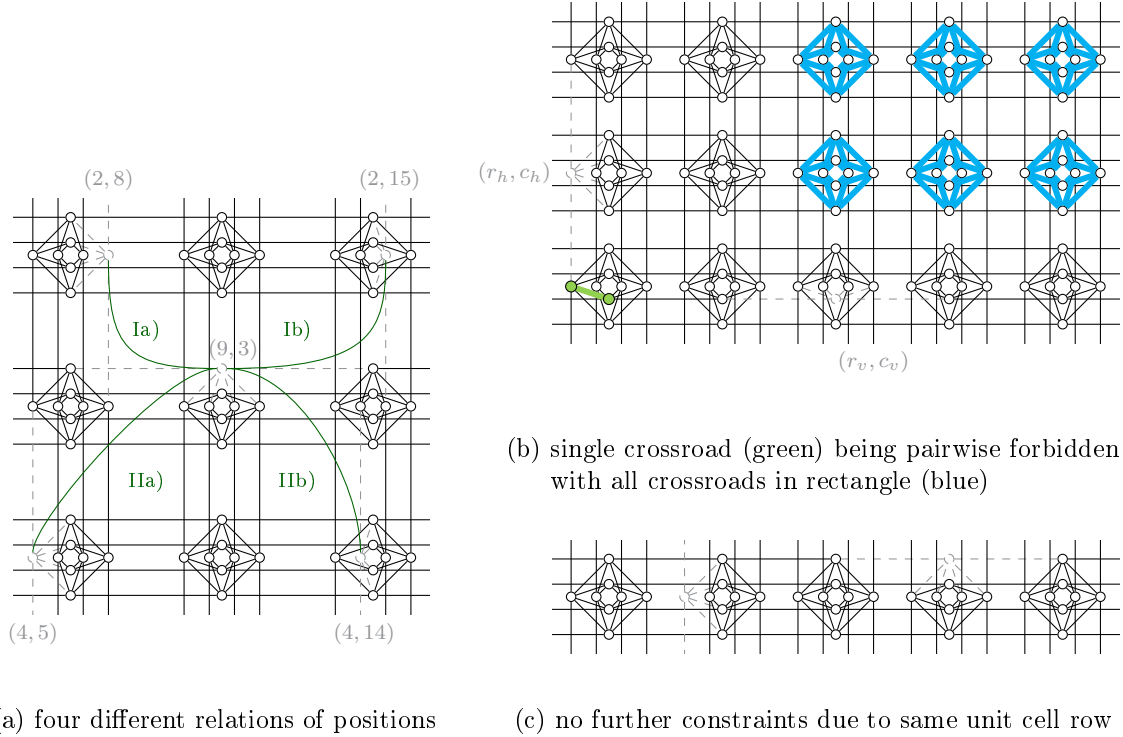 (2, 8)
(2, 15)
Ia)
Ib)
(9, 3)
IIa)
IIb)
(4, 5)
(4, 14)
a) four different relations of positions
(r_h, c_h)
(r_v, c_v)
(b) single crossroad (green) being pairwise forbidden
with all crossroads in rectangle (blue)
(c) no further constraints due to same unit cell row